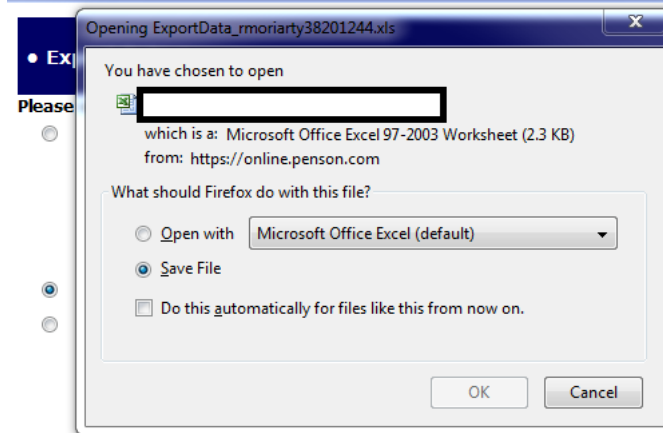 Opening ExportData_rmoriarty38201244.xls
x
• Exp
You have chosen to open
Please
which is a: Microsoft Office Excel 97-2003 Worksheet (2.3 KB)
from: https://online.penson.com
What should Firefox do with this file?
Open with Microsoft Office Excel (default)
Save File
Do this automatically for files like this from now on.
OK Cancel